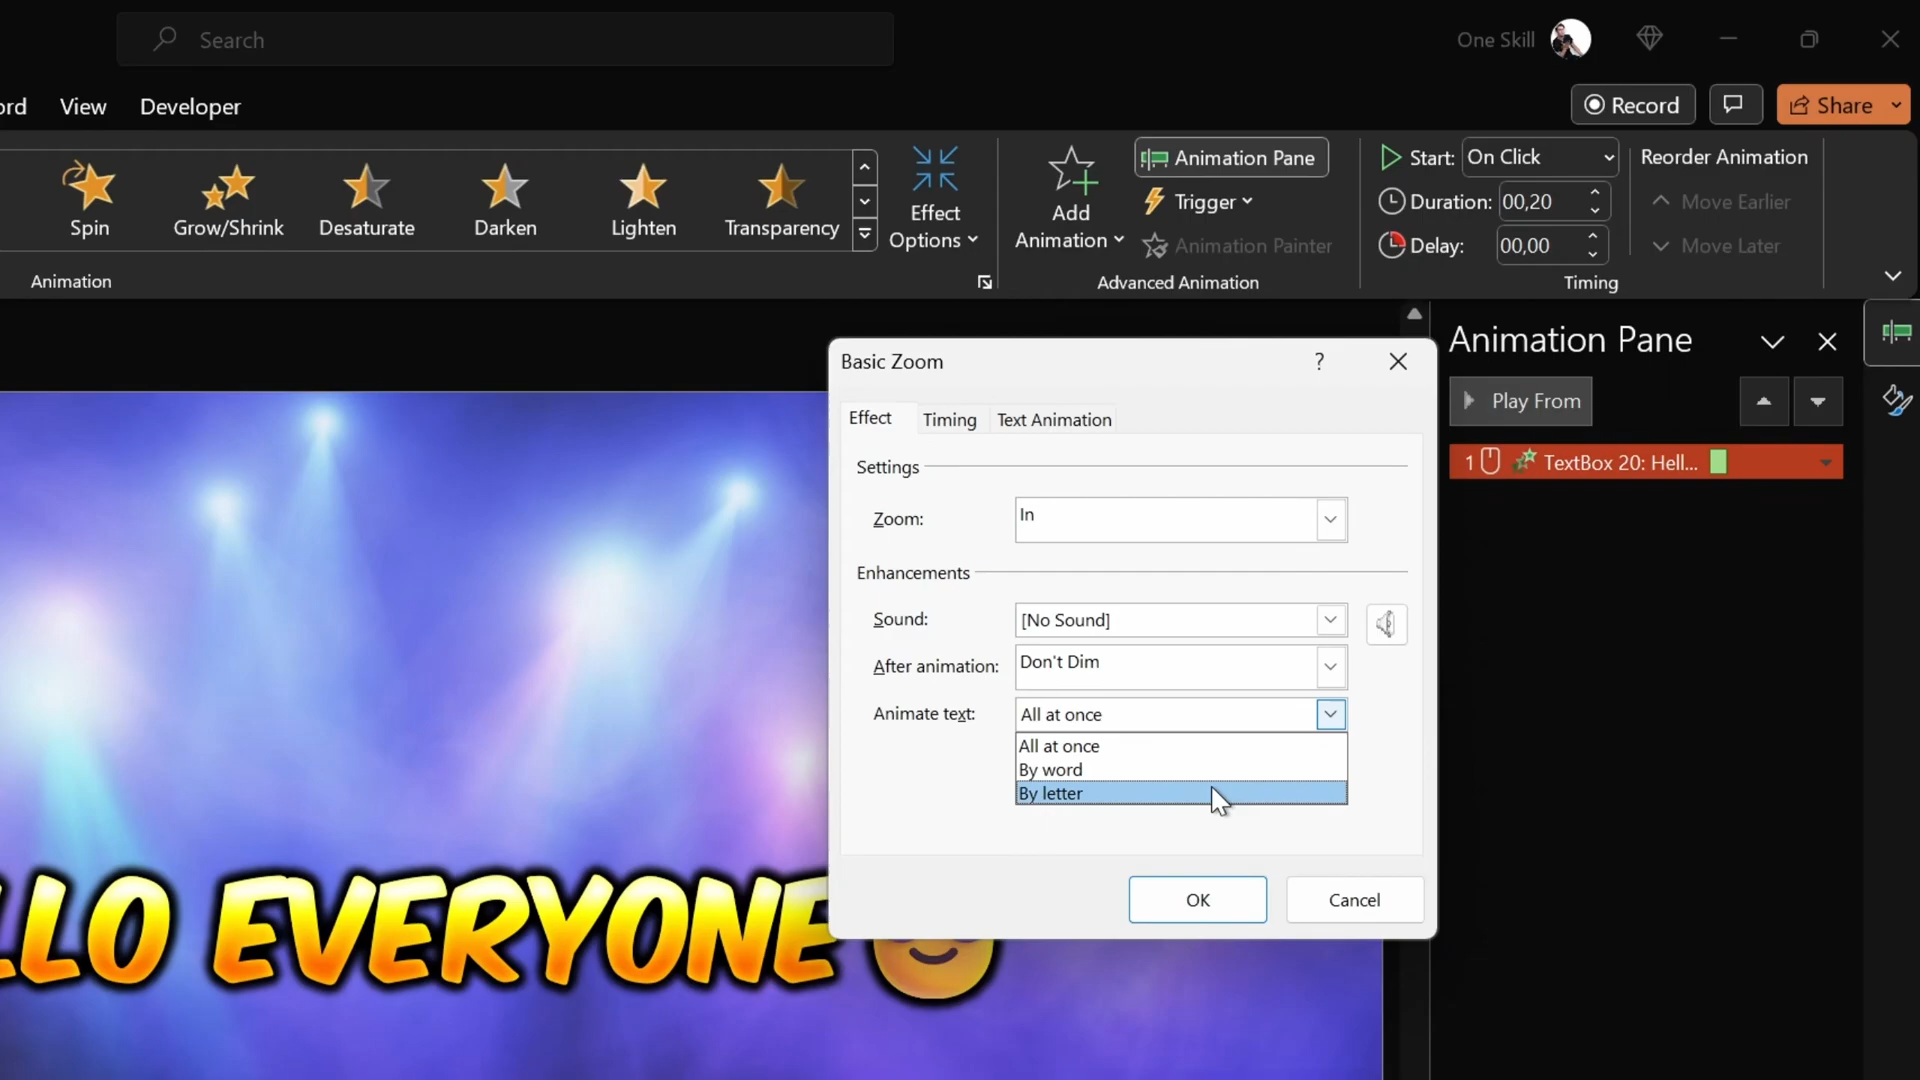 Search
One Skill
ord
View
Developer
Record
Share
Spin
Grow/Shrink
Desaturate
Darken
Lighten
Transparency
Effect
Options
Add
Animation
Animation Pane
Trigger
Animation Painter
Start:
On Click
Duration:
00,20
Delay:
00,00
Reorder Animation
Move Earlier
Move Later
Animation
Advanced Animation
Timing
Basic Zoom
?
Effect
Timing
Text Animation
Settings
Zoom:
In
Enhancements
Sound:
[No Sound]
After animation:
Don't Dim
Animate text:
All at once
All at once
By word
By letter
OK
Cancel
Animation Pane
Play From
1
TextBox 20: Hell...
LLO EVERYONE